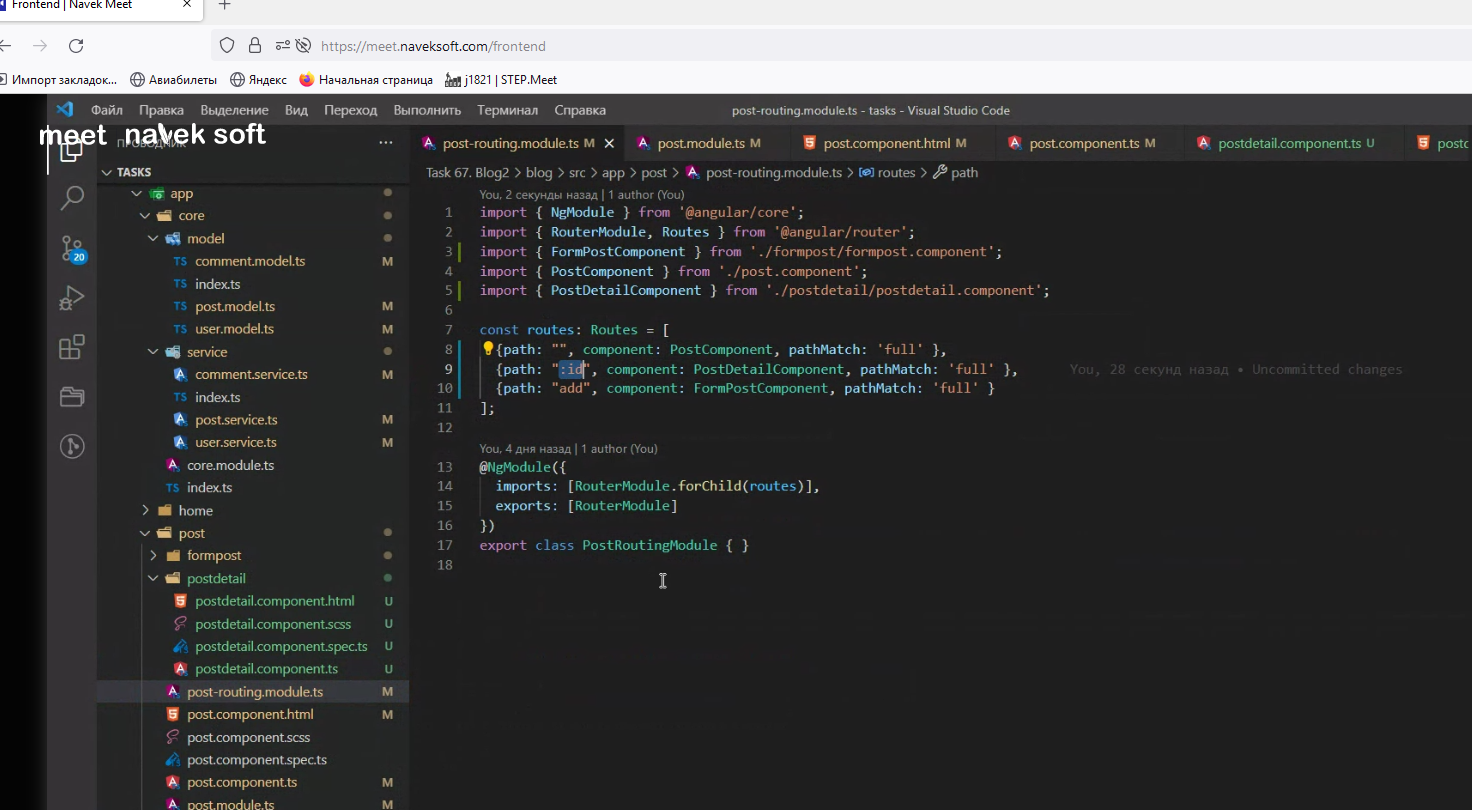 Frontend | Navek Meet
https://meet.naveksoft.com/frontend
Импорт закладок... Авиабилеты Яндекс Начальная страница j1821 | STEP.Meet
Файл Правка Выделение Вид Переход Выполнить Терминал Справка post-routing.module.ts - tasks - Visual Studio Code
meet navek soft
ПРОВОДНИК
TASKS
app
core
model
comment.model.ts M
index.ts
post.model.ts M
user.model.ts M
service
comment.service.ts M
index.ts
post.service.ts M
user.service.ts M
core.module.ts
index.ts
home
post
formpost
postdetail
postdetail.component.html U
postdetail.component.scss U
postdetail.component.spec.ts U
postdetail.component.ts U
post-routing.module.ts M
post.component.html M
post.component.scss
post.component.spec.ts
post.component.ts M
post.module.ts M
20
post-routing.module.ts M post.module.ts M post.component.html M post.component.ts M postdetail.component.ts U postd
Task 67. Blog2 > blog > src > app > post > post-routing.module.ts > routes > path
You, 2 секунды назад | 1 author (You)
1 import { NgModule } from '@angular/core';
2 import { RouterModule, Routes } from '@angular/router';
3 import { FormPostComponent } from './formpost/formpost.component';
4 import { PostComponent } from './post.component';
5 import { PostDetailComponent } from './postdetail/postdetail.component';
6
7 const routes: Routes = [
8 {path: "", component: PostComponent, pathMatch: 'full' },
9 {path: ":id", component: PostDetailComponent, pathMatch: 'full' }, You, 28 секунд назад • Uncommitted changes
10 {path: "add", component: FormPostComponent, pathMatch: 'full' }
11 ];
12
You, 4 дня назад | 1 author (You)
13 @NgModule({
14 imports: [RouterModule.forChild(routes)],
15 exports: [RouterModule]
16 })
17 export class PostRoutingModule { }
18